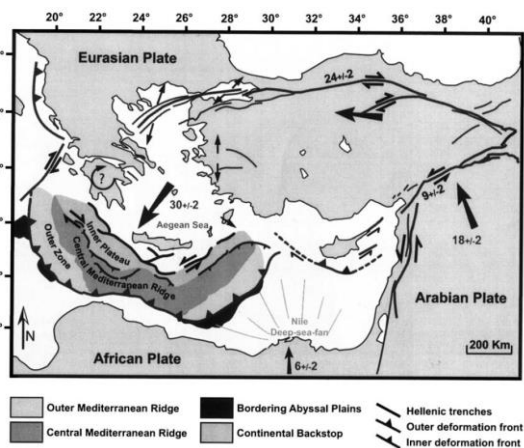 20° 22° 24° 26° 28° 30° 32° 34° 36° 38° 40°
Eurasian Plate
24+-2
?
30+-2
9+-2
Aegean Sea
18+-2
Inner Plateau
Central Mediterranean Ridge
Outer Zone
Nile
Deep-sea-fan
Arabian Plate
N
African Plate
6+-2
200 Km
Outer Mediterranean Ridge
Bordering Abyssal Plains
Hellenic trenches
Outer deformation front
Central Mediterranean Ridge
Continental Backstop
Inner deformation front